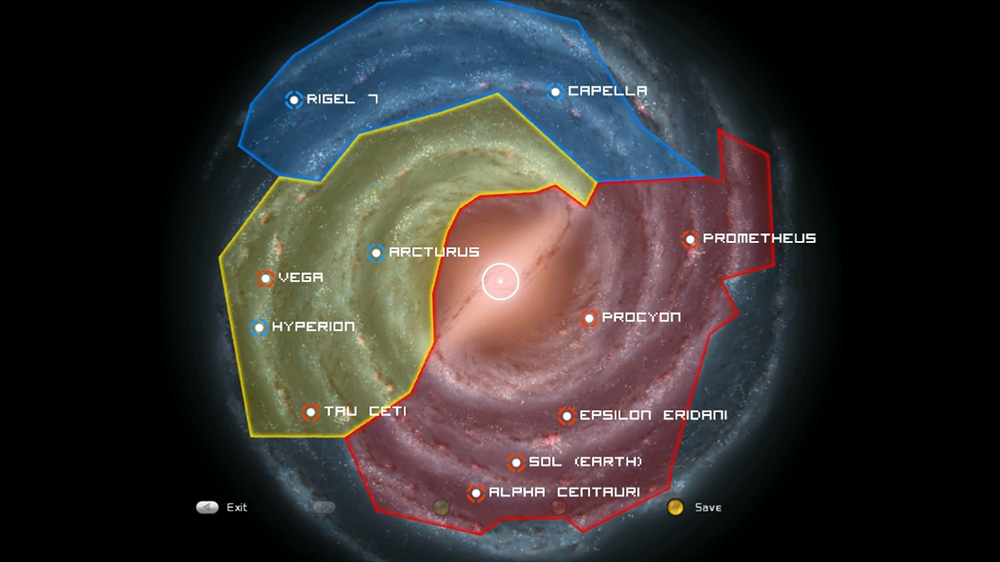 RIGEL 7
CAPELLA
PROMETHEUS
ARCTURUS
VEGA
PROCYON
HYPERION
TAU CETI
EPSILON ERIDANI
SOL (EARTH)
ALPHA CENTAURI
Exit
Save